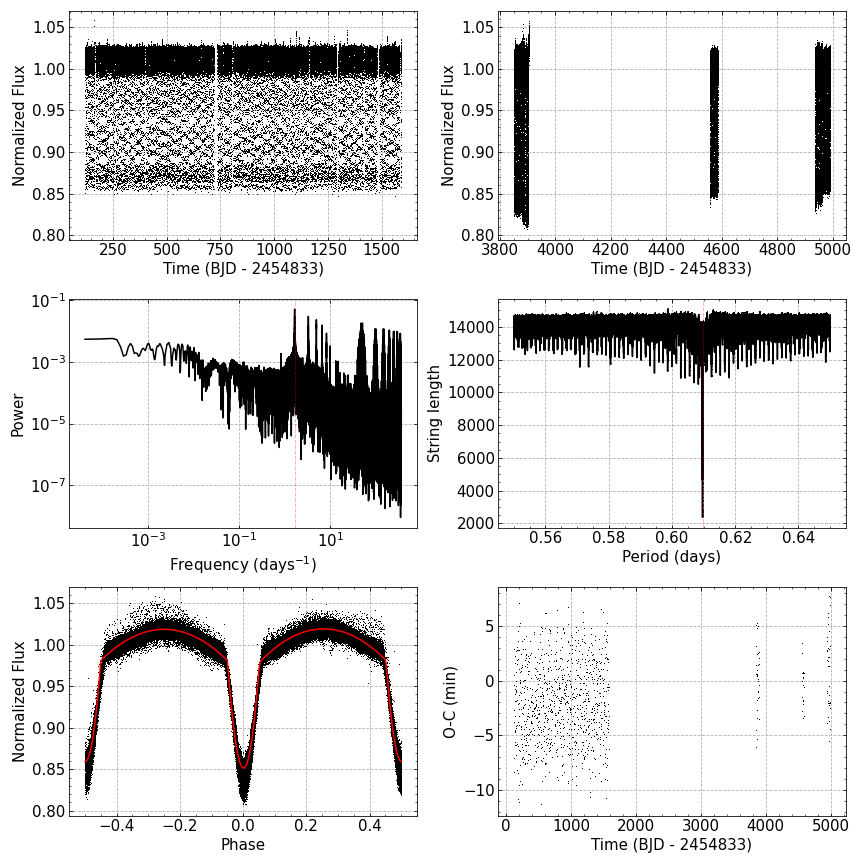 1.05
1.00
0.95
0.90
0.85
0.80
Normalized Flux
250 500 750 1000 1250 1500
Time (BJD - 2454833)
1.05
1.00
0.95
0.90
0.85
0.80
Normalized Flux
3800 4000 4200 4400 4600 4800 5000
Time (BJD - 2454833)
10⁻¹
10⁻³
10⁻⁵
10⁻⁷
Power
10⁻³ 10⁻¹ 10¹
Frequency (days⁻¹)
14000
12000
10000
8000
6000
4000
2000
String length
0.56 0.58 0.60 0.62 0.64
Period (days)
1.05
1.00
0.95
0.90
0.85
0.80
Normalized Flux
−0.4 −0.2 0.0 0.2 0.4
Phase
5
0
−5
−10
O-C (min)
0 1000 2000 3000 4000 5000
Time (BJD - 2454833)